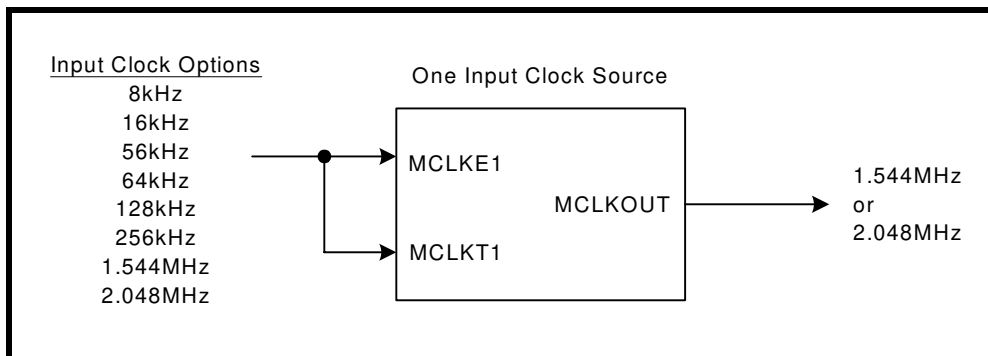 Input Clock Options
8kHz
16kHz
56kHz
64kHz
128kHz
256kHz
1.544MHz
2.048MHz
One Input Clock Source
MCLKE1
MCLKT1
MCLKOUT
1.544MHz
or
2.048MHz